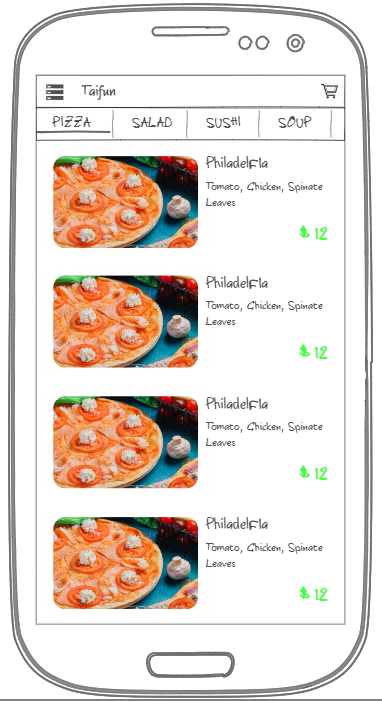 Taifun
PIZZA SALAD SUSHI SOUP
PhiladelFia
Tomato, Chicken, Spinate
Leaves
$ 12
PhiladelFia
Tomato, Chicken, Spinate
Leaves
$ 12
PhiladelFia
Tomato, Chicken, Spinate
Leaves
$ 12
PhiladelFia
Tomato, Chicken, Spinate
Leaves
$ 12